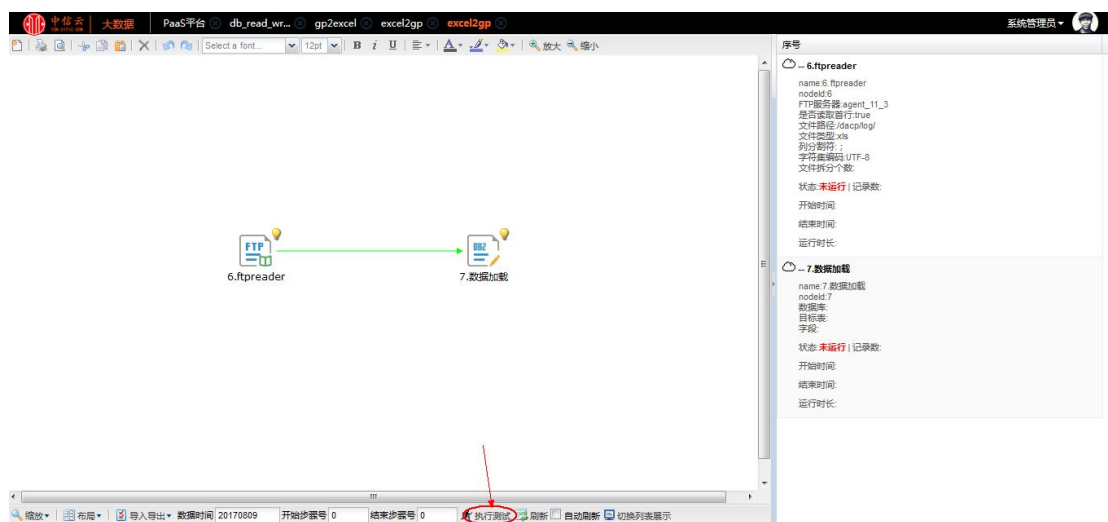 中信云 大数据 PaaS平台 db_read_wr... gp2excel excel2gp excel2gp 系统管理员
Select a font... 12pt B i U A 放大 缩小
序号
-- 6.ftpreader
name:6.ftpreader
nodeId:6
FTP服务器:agent_11_3
是否读取首行:true
文件路径:/dacp/log/
文件类型:xls
列分割符: ;
字符集编码:UTF-8
文件拆分个数:
状态:未运行 | 记录数:
开始时间:
结束时间:
运行时长:
FTP
6.ftpreader
DB2
7.数据加载
-- 7.数据加载
name:7.数据加载
nodeId:7
数据库:
目标表:
字段:
状态:未运行 | 记录数:
开始时间:
结束时间:
运行时长:
缩放 布局 导入导出 数据时间 20170809 开始步骤号 0 结束步骤号 0 执行测试 刷新 自动刷新 切换列表展示